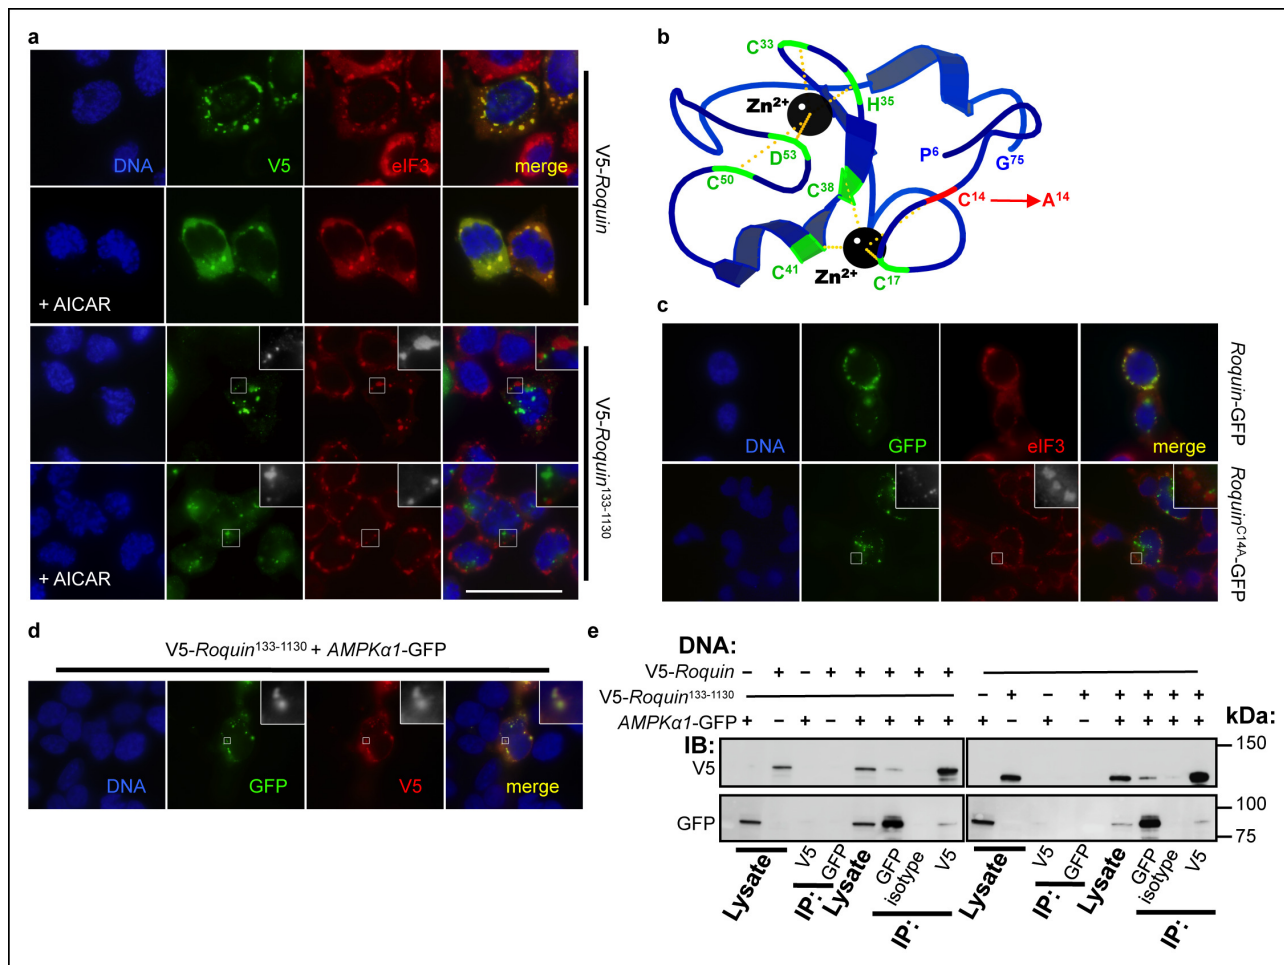 a
DNA V5 eIF3 merge
V5-Roquin
+ AICAR
V5-Roquin133-1130
+ AICAR
b
C33
Zn2+
H35
D53
C50
C38
P6
G75
C14 → A14
C41
Zn2+
C17
c
DNA GFP eIF3 merge
Roquin-GFP
RoquinC14A-GFP
d
V5-Roquin133-1130 + AMPKα1-GFP
DNA GFP V5 merge
e
DNA:
V5-Roquin – + – + + + + +
V5-Roquin133-1130 – + – + + + + +
AMPKα1-GFP + – + – + + + + + – + – + + + +
kDa:
IB:
V5
150
GFP
100
75
Lysate V5 GFP Lysate GFP isotype V5 Lysate V5 GFP Lysate GFP isotype V5
IP: IP: IP: IP: